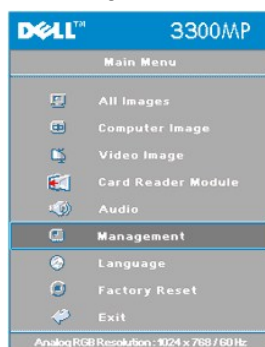 DELL™ 3300MP
Main Menu
All Images
Computer Image
Video Image
Card Reader Module
Audio
Management
Language
Factory Reset
Exit
Analog RGB Resolution : 1024 x 768 / 60 Hz